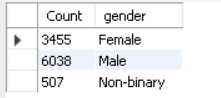 Count gender
3455 Female
6038 Male
507 Non-binary